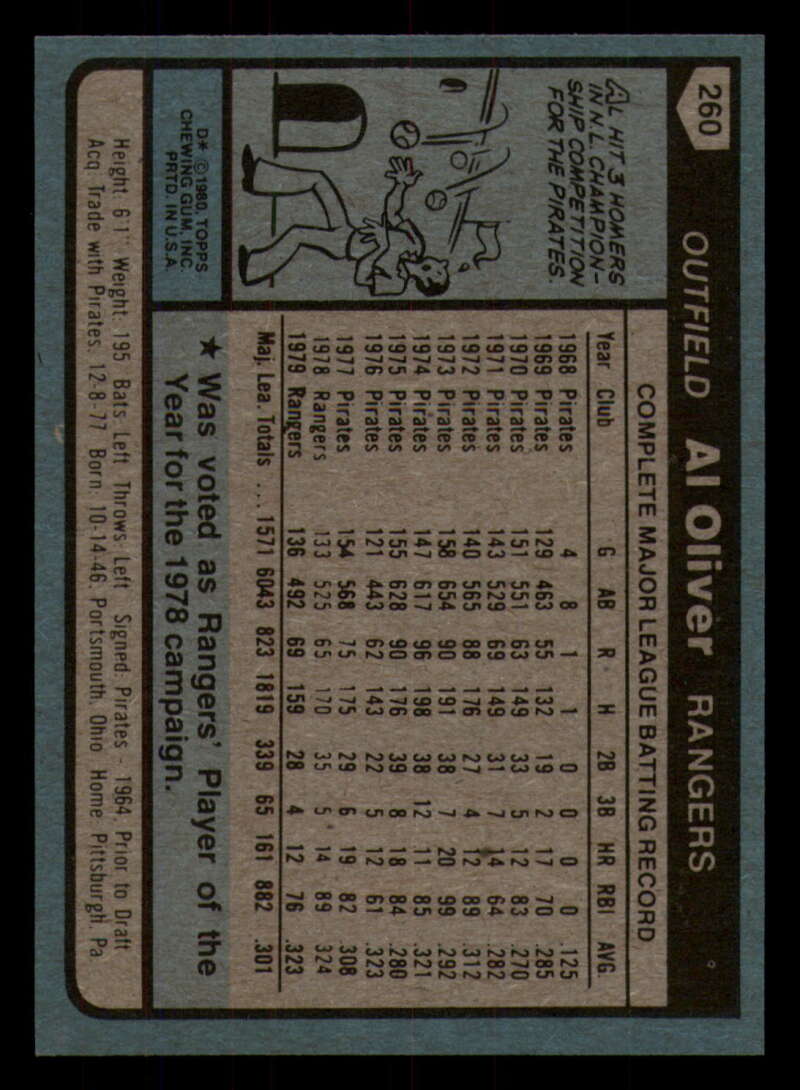 260 OUTFIELD Al Oliver RANGERS
AL HIT 3 HOMERS
IN N.L. CHAMPION-
SHIP COMPETITION
FOR THE PIRATES.
D* © 1980, TOPPS
CHEWING GUM, INC
PRTD. IN U.S.A.
COMPLETE MAJOR LEAGUE BATTING RECORD
Year Club G AB R H 2B 3B HR RBI AVG.
1968 Pirates 4 8 1 1 0 0 0 0 .125
1969 Pirates 129 463 55 132 19 2 17 70 .285
1970 Pirates 151 551 63 149 33 5 12 83 .270
1971 Pirates 143 529 69 149 31 7 14 64 .282
1972 Pirates 140 565 88 176 27 4 12 89 .312
1973 Pirates 158 654 90 191 38 7 20 99 .292
1974 Pirates 147 617 96 198 38 12 11 85 .321
1975 Pirates 155 628 90 176 39 8 18 84 .280
1976 Pirates 121 443 62 143 22 5 12 61 .323
1977 Pirates 154 568 75 175 29 6 19 82 .308
1978 Rangers 133 525 65 170 35 5 14 89 .324
1979 Rangers 136 492 69 159 28 4 12 76 .323
Maj. Lea. Totals ... 1571 6043 823 1819 339 65 161 882 .301
★ Was voted as Rangers' Player of the
Year for the 1978 campaign.
Height: 6'1" Weight: 195 Bats: Left Throws: Left Signed: Pirates - 1964, Prior to Draft
Acq: Trade with Pirates, 12-8-77 Born: 10-14-46, Portsmouth, Ohio Home: Pittsburgh, Pa.